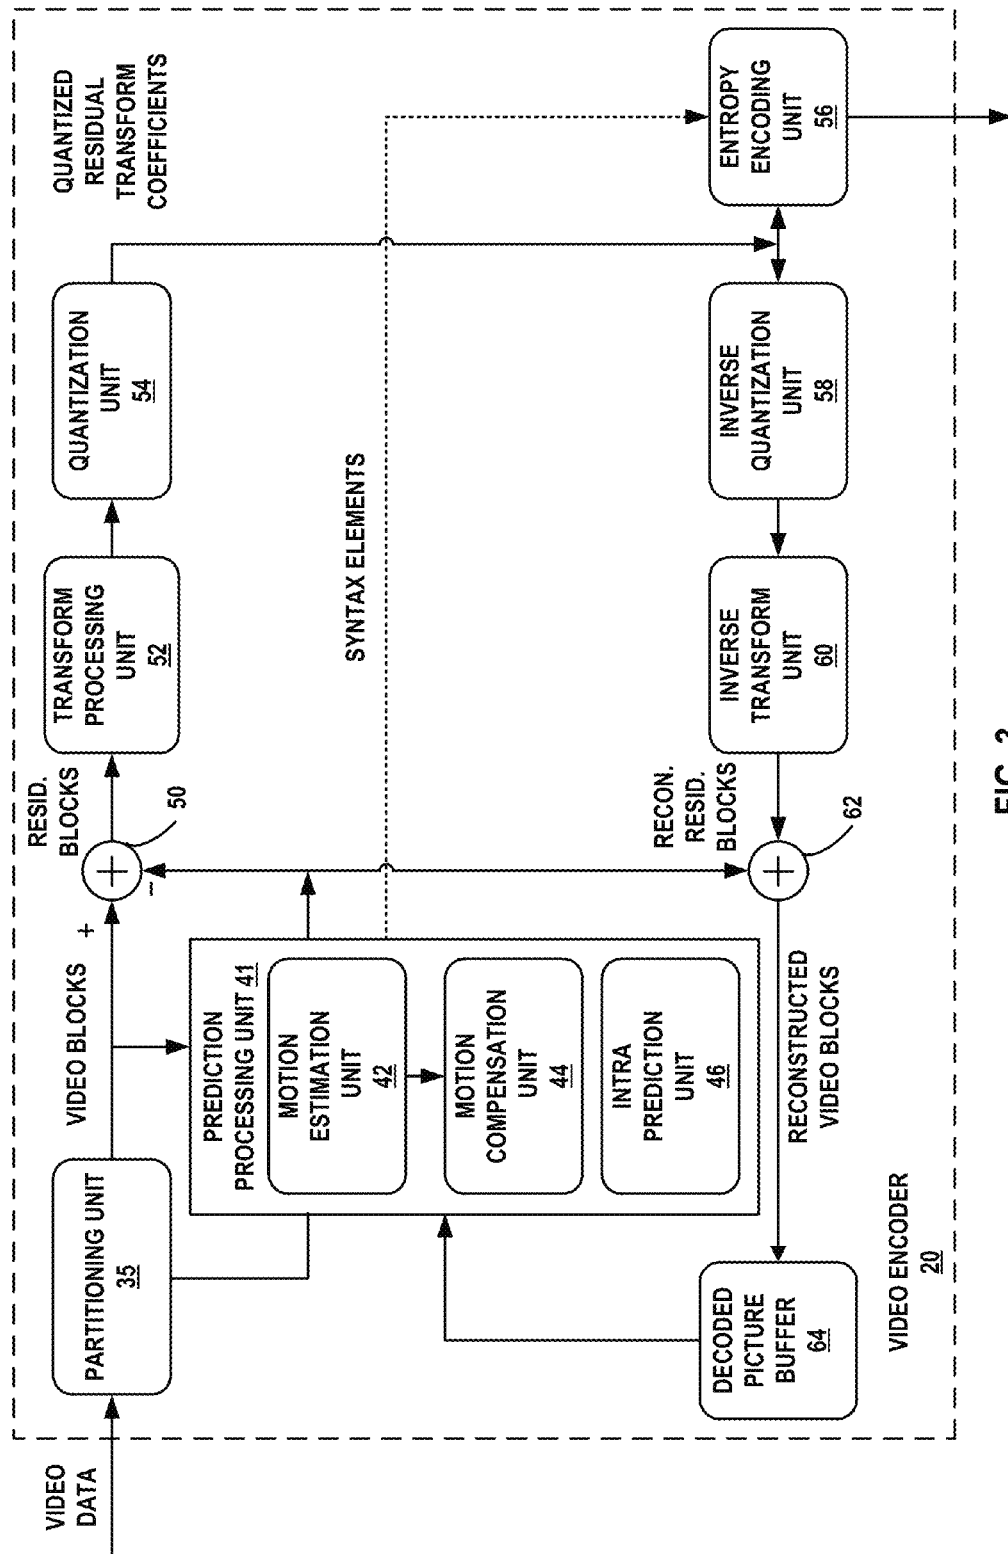 VIDEO
DATA
PARTITIONING UNIT
35
VIDEO BLOCKS
+
–
RESID.
BLOCKS
50
TRANSFORM
PROCESSING
UNIT
52
QUANTIZATION
UNIT
54
QUANTIZED
RESIDUAL
TRANSFORM
COEFFICIENTS
PREDICTION
PROCESSING UNIT 41
MOTION
ESTIMATION
UNIT
42
MOTION
COMPENSATION
UNIT
44
INTRA
PREDICTION
UNIT
46
SYNTAX ELEMENTS
DECODED
PICTURE
BUFFER
64
RECONSTRUCTED
VIDEO BLOCKS
RECON.
RESID.
BLOCKS
62
INVERSE
TRANSFORM
UNIT
60
INVERSE
QUANTIZATION
UNIT
58
ENTROPY
ENCODING
UNIT
56
VIDEO ENCODER
20
FIG.